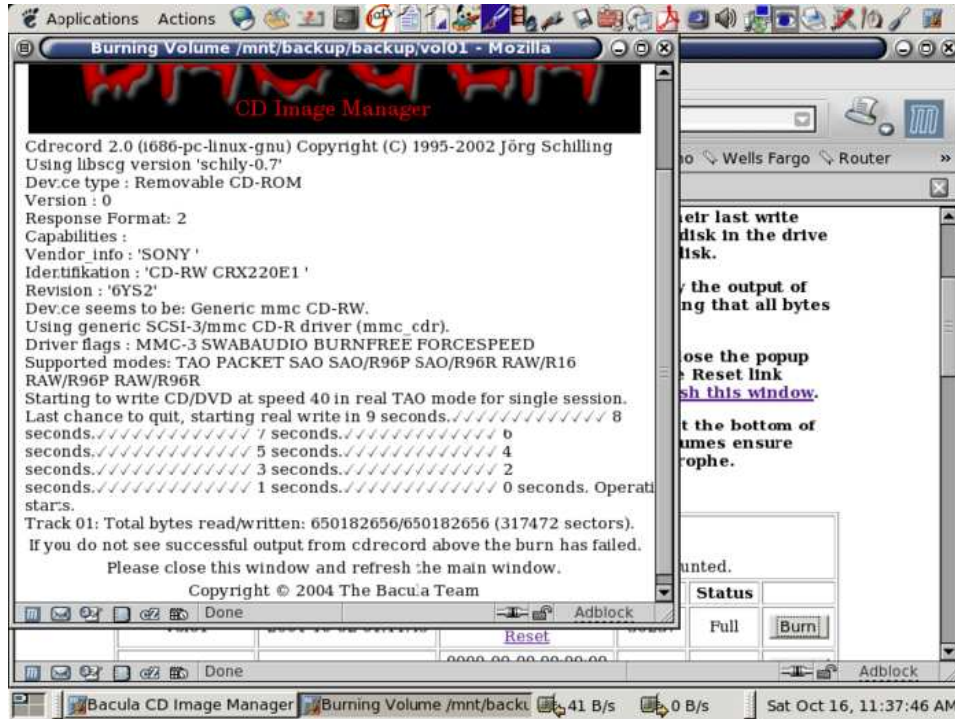 Applications Actions
Burning Volume /mnt/backup/backup/vol01 - Mozilla
CD Image Manager
Cdrecord 2.0 (i686-pc-linux-gnu) Copyright (C) 1995-2002 Jörg Schilling
Using libscg version 'schily-0.7'
Device type : Removable CD-ROM
Version : 0
Response Format: 2
Capabilities :
Vendor_info : 'SONY '
Identifikation : 'CD-RW CRX220E1 '
Revision : '6YS2'
Device seems to be: Generic mmc CD-RW.
Using generic SCSI-3/mmc CD-R driver (mmc_cdr).
Driver flags : MMC-3 SWABAUDIO BURNFREE FORCESPEED
Supported modes: TAO PACKET SAO SAO/R96P SAO/R96R RAW/R16
RAW/R96P RAW/R96R
Starting to write CD/DVD at speed 40 in real TAO mode for single session.
Last chance to quit, starting real write in 9 seconds.✓✓✓✓✓✓✓✓✓✓✓✓✓ 8
seconds.✓✓✓✓✓✓✓✓✓✓✓✓✓ 7 seconds.✓✓✓✓✓✓✓✓✓✓✓✓✓ 6
seconds.✓✓✓✓✓✓✓✓✓✓✓✓✓ 5 seconds.✓✓✓✓✓✓✓✓✓✓✓✓✓ 4
seconds.✓✓✓✓✓✓✓✓✓✓✓✓✓ 3 seconds.✓✓✓✓✓✓✓✓✓✓✓✓✓ 2
seconds.✓✓✓✓✓✓✓✓✓✓✓✓✓ 1 seconds.✓✓✓✓✓✓✓✓✓✓✓✓✓ 0 seconds. Operati
starts.
Track 01: Total bytes read/written: 650182656/650182656 (317472 sectors).
If you do not see successful output from cdrecord above the burn has failed.
Please close this window and refresh the main window.
Copyright © 2004 The Bacula Team
Done
Adblock
Wells Fargo Router »
eir last write
disk in the drive
disk.
the output of
ng that all bytes
ose the popup
Reset link
sh this window.
t the bottom of
umes ensure
rophe.
unted.
Status
Reset
Full
Burn
Done
Adblock
Bacula CD Image Manager
Burning Volume /mnt/backu
41 B/s
0 B/s
Sat Oct 16, 11:37:46 AM